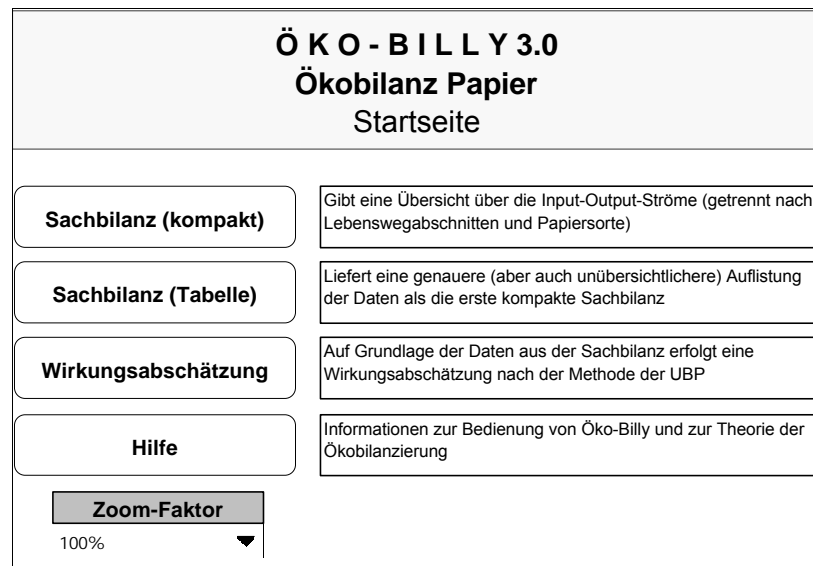 Ö K O - B I L L Y 3.0
Ökobilanz Papier
Startseite
Sachbilanz (kompakt)
Gibt eine Übersicht über die Input-Output-Ströme (getrennt nach
Lebenswegabschnitten und Papiersorte)
Sachbilanz (Tabelle)
Liefert eine genauere (aber auch unübersichtlichere) Auflistung
der Daten als die erste kompakte Sachbilanz
Wirkungsabschätzung
Auf Grundlage der Daten aus der Sachbilanz erfolgt eine
Wirkungsabschätzung nach der Methode der UBP
Hilfe
Informationen zur Bedienung von Öko-Billy und zur Theorie der
Ökobilanzierung
Zoom-Faktor
100%